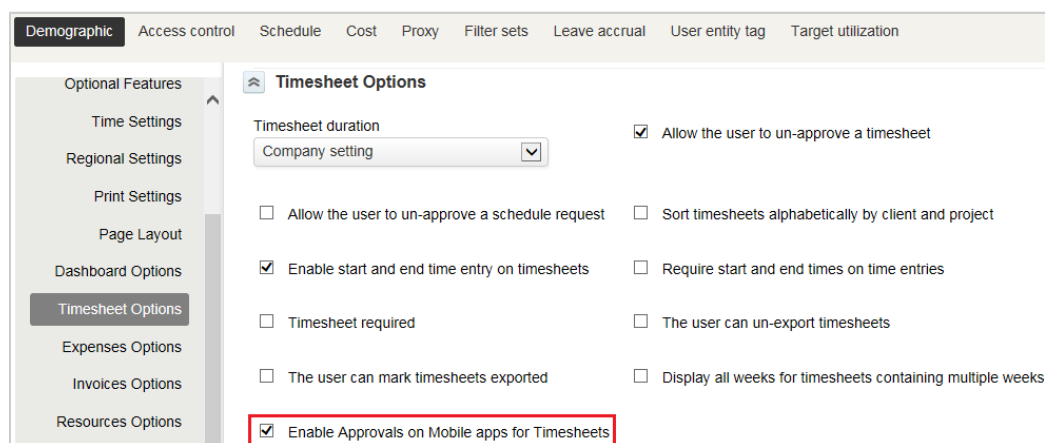 Demographic Access control Schedule Cost Proxy Filter sets Leave accrual User entity tag Target utilization
Optional Features
Time Settings
Regional Settings
Print Settings
Page Layout
Dashboard Options
Timesheet Options
Expenses Options
Invoices Options
Resources Options
Timesheet Options
Timesheet duration
Company setting
Allow the user to un-approve a timesheet
Allow the user to un-approve a schedule request
Sort timesheets alphabetically by client and project
Enable start and end time entry on timesheets
Require start and end times on time entries
Timesheet required
The user can un-export timesheets
The user can mark timesheets exported
Display all weeks for timesheets containing multiple weeks
Enable Approvals on Mobile apps for Timesheets